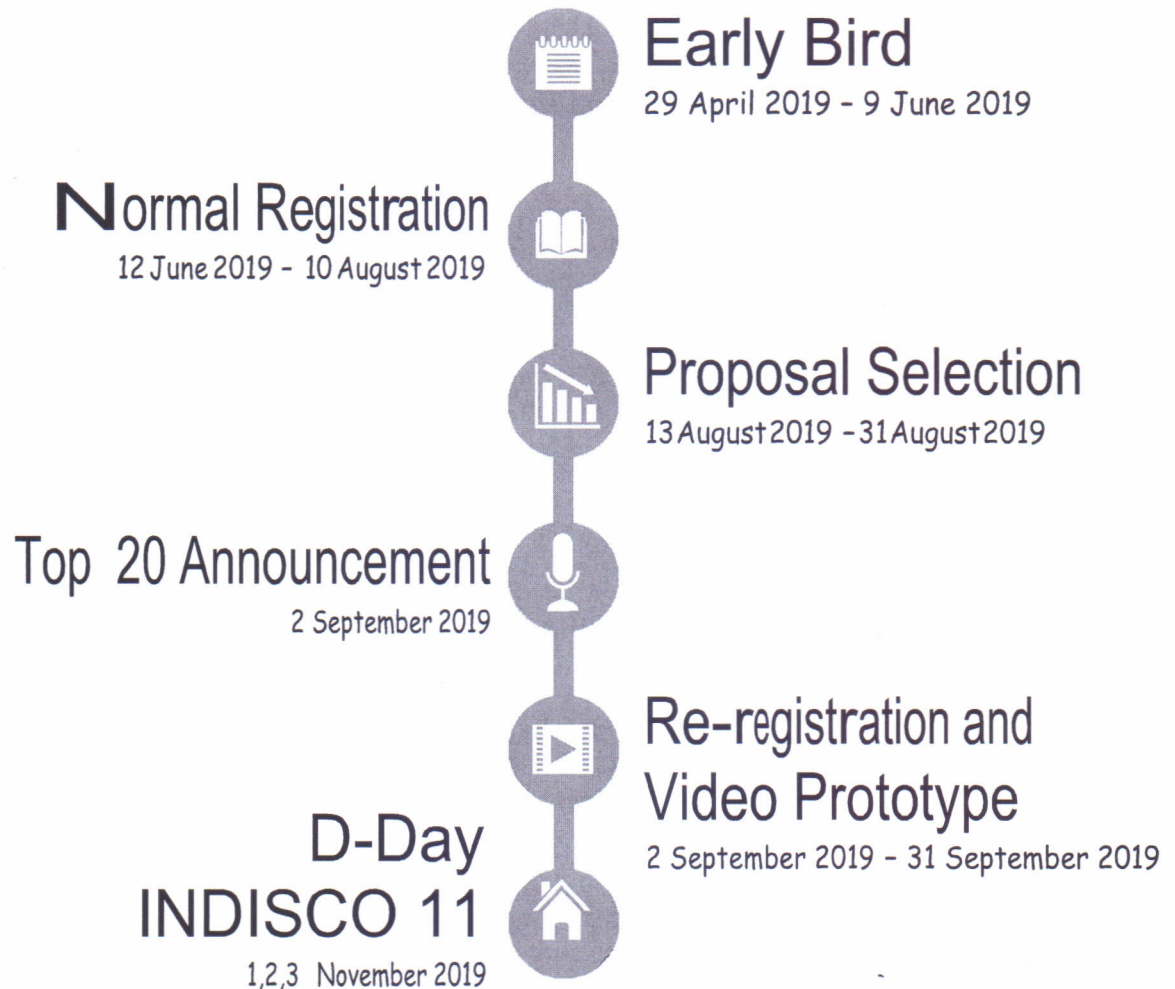 Early Bird
29 April 2019 - 9 June 2019
Normal Registration
12 June 2019 - 10 August 2019
Proposal Selection
13 August 2019 - 31 August 2019
Top 20 Announcement
2 September 2019
Re-registration and
Video Prototype
2 September 2019 - 31 September 2019
D-Day
INDISCO 11
1,2,3 November 2019